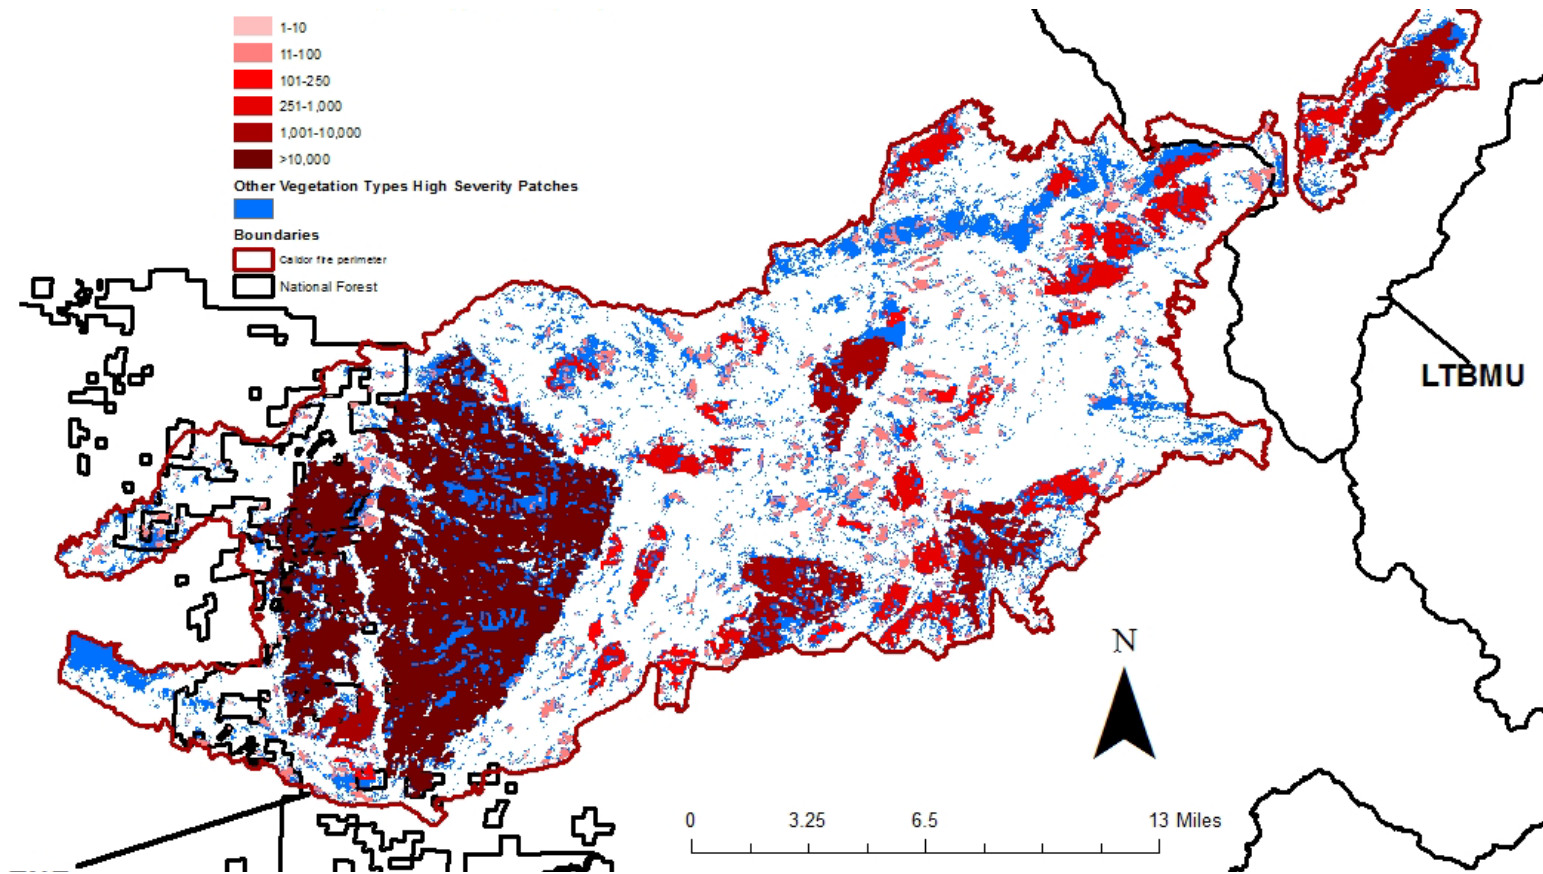 1-10
11-100
101-250
251-1,000
1,001-10,000
>10,000
Other Vegetation Types High Severity Patches
Boundaries
Caldor fire perimeter
National Forest
LTBMU
N
0 3.25 6.5 13 Miles